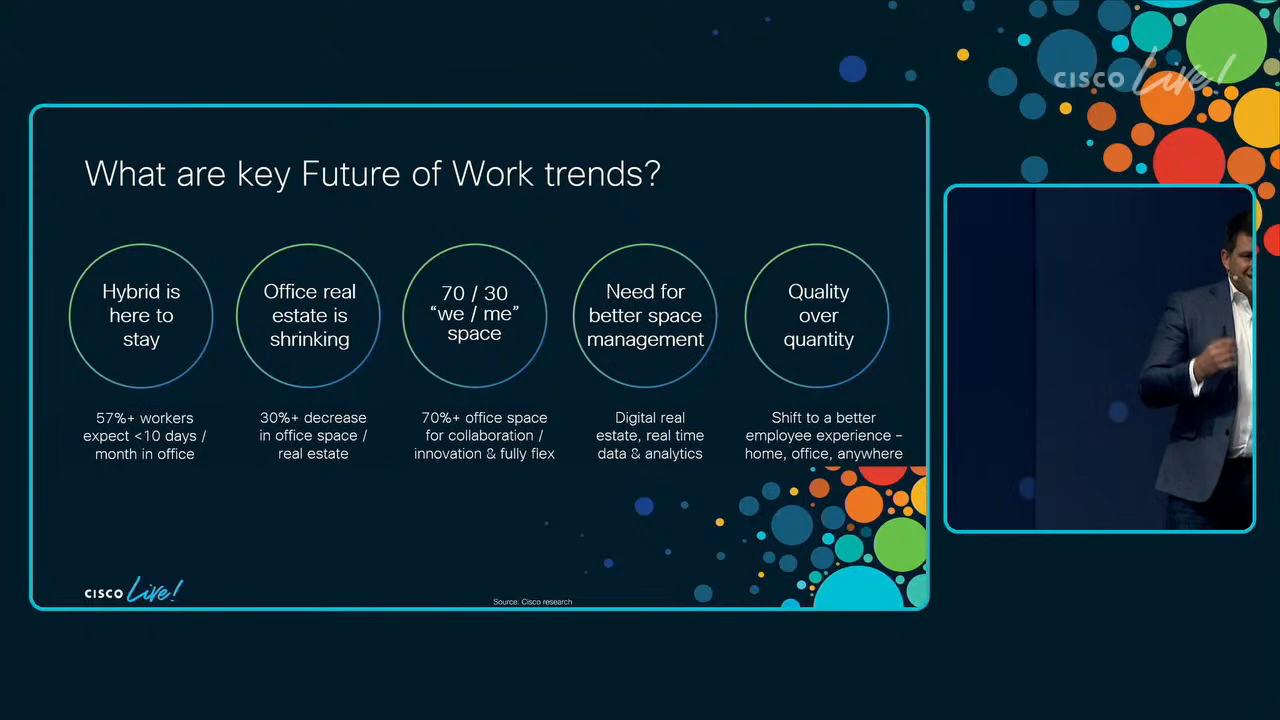 CISCO Live!
What are key Future of Work trends?
Hybrid is
here to
stay
Office real
estate is
shrinking
70 / 30
“we / me”
space
Need for
better space
management
Quality
over
quantity
57%+ workers
expect <10 days /
month in office
30%+ decrease
in office space /
real estate
70%+ office space
for collaboration /
innovation & fully flex
Digital real
estate, real time
data & analytics
Shift to a better
employee experience –
home, office, anywhere
CISCO Live!
Source: Cisco research